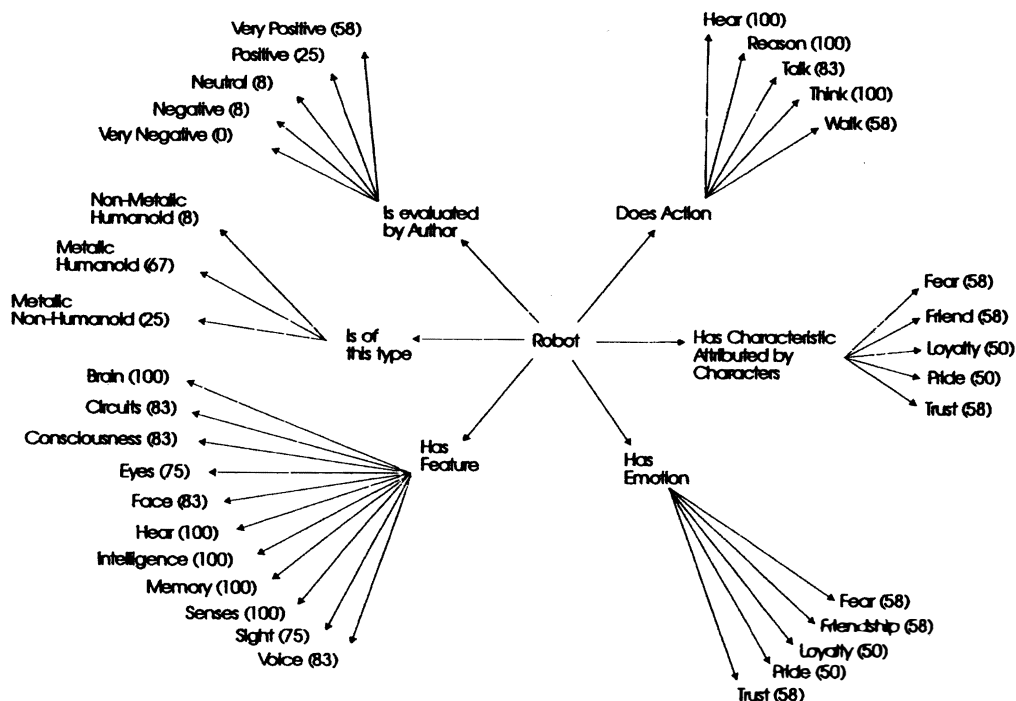 Very Positive (58)
Positive (25)
Neutral (8)
Negative (8)
Very Negative (0)
Is evaluated
by Author
Hear (100)
Reason (100)
Talk (83)
Think (100)
Walk (58)
Does Action
Non-Metallic
Humanoid (8)
Metallic
Humanoid (67)
Metallic
Non-Humanoid (25)
Is of
this type
Robot
Has Characteristic
Attributed by
Characters
Fear (58)
Friend (58)
Loyalty (50)
Pride (50)
Trust (58)
Brain (100)
Circuits (83)
Consciousness (83)
Eyes (75)
Face (83)
Hear (100)
Intelligence (100)
Memory (100)
Senses (100)
Sight (75)
Voice (83)
Has
Feature
Has
Emotion
Fear (58)
Friendship (58)
Loyalty (50)
Pride (50)
Trust (58)